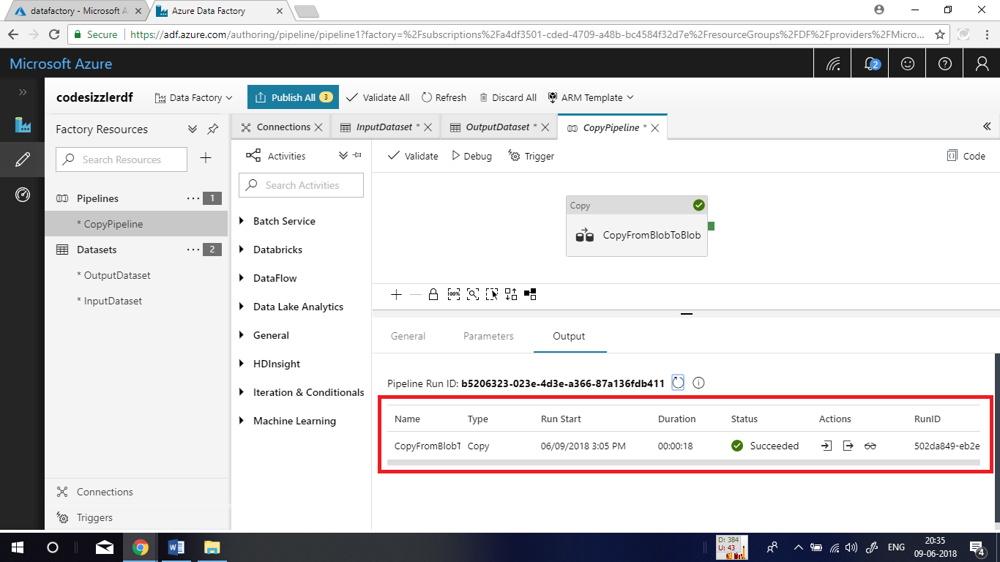 datafactory - Microsoft A
Azure Data Factory
Secure
https://adf.azure.com/authoring/pipeline/pipeline1?factory=%2Fsubscriptions%2Fa4df3501-cded-4709-a48b-bc4584f32d7e%2FresourceGroups%2FDF%2Fproviders%2FMicro...
Microsoft Azure
2
codesizzlerdf
Data Factory
Publish All 3
Validate All
Refresh
Discard All
ARM Template
Factory Resources
Search Resources
Pipelines 1
* CopyPipeline
Datasets 2
* OutputDataset
* InputDataset
Connections
Triggers
Connections
InputDataset *
OutputDataset *
CopyPipeline *
Activities
Search Activities
Batch Service
Databricks
DataFlow
Data Lake Analytics
General
HDInsight
Iteration & Conditionals
Machine Learning
Validate
Debug
Trigger
Code
Copy
CopyFromBlobToBlob
100%
General
Parameters
Output
Pipeline Run ID: b5206323-023e-4d3e-a366-87a136fdb411
Name Type Run Start Duration Status Actions RunID
CopyFromBlobT Copy 06/09/2018 3:05 PM 00:00:18 Succeeded 502da849-eb2e
D: 384
U: 43
ENG
20:35
09-06-2018
4